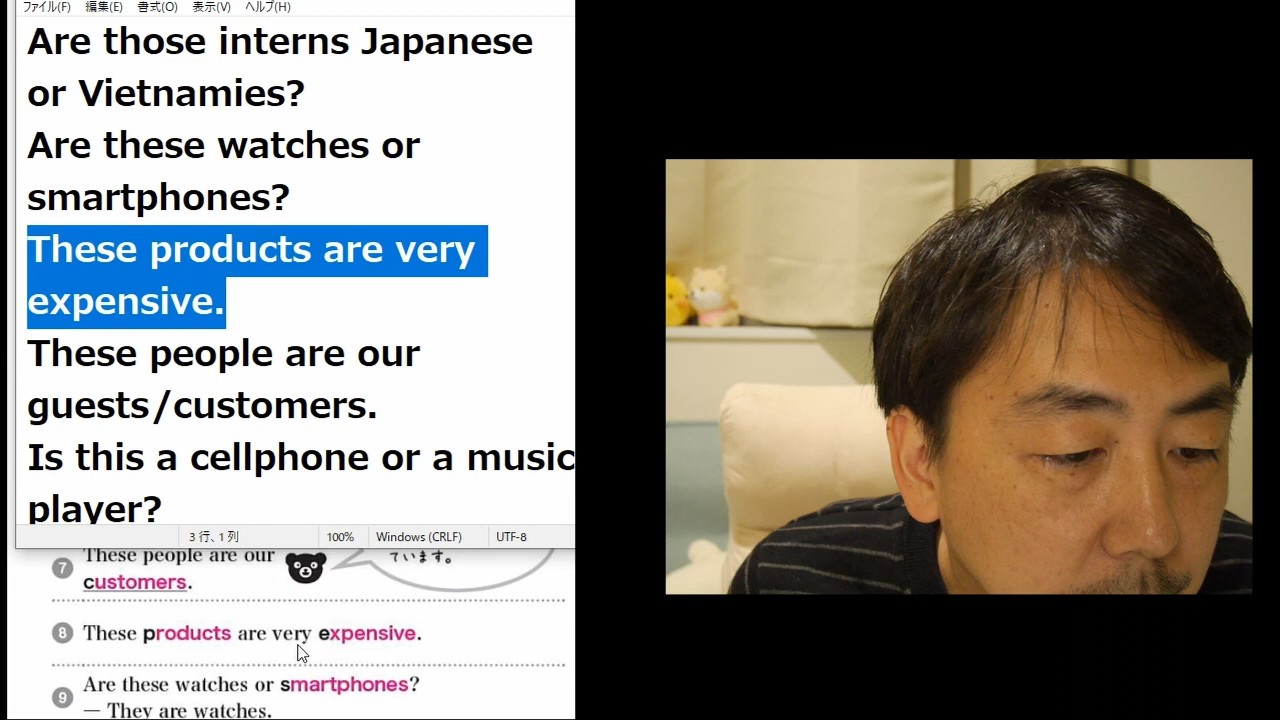 ファイル(F) 編集(E) 書式(O) 表示(V) ヘルプ(H)
Are those interns Japanese
or Vietnamies?
Are these watches or
smartphones?
These products are very
expensive.
These people are our
guests/customers.
Is this a cellphone or a music
player?
3 行、1 列 100% Windows (CRLF) UTF-8
7 These people are our
customers.
ています。
8 These products are very expensive.
9 Are these watches or smartphones?
— They are watches.